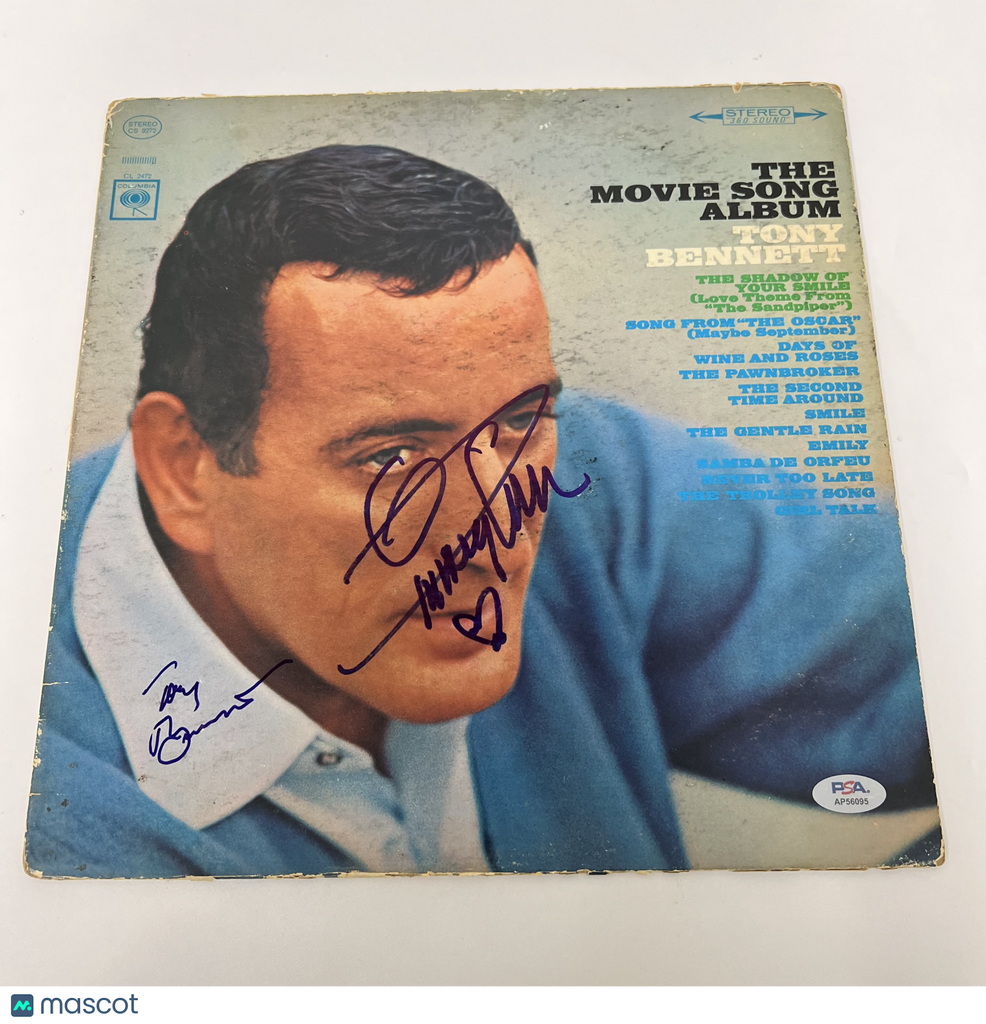 STEREO
CS 9272
CL 2472
COLUMBIA
STEREO
360 SOUND
THE
MOVIE SONG
ALBUM
TONY
BENNETT
THE SHADOW OF
YOUR SMILE
(Love Theme From
"The Sandpiper")
SONG FROM "THE OSCAR"
(Maybe September)
DAYS OF
WINE AND ROSES
THE PAWNBROKER
THE SECOND
TIME AROUND
SMILE
THE GENTLE RAIN
EMILY
SAMBA DE ORFEU
NEVER TOO LATE
THE TROLLEY SONG
GIRL TALK
Tony
Bennett
PSA.
AP56095
mascot